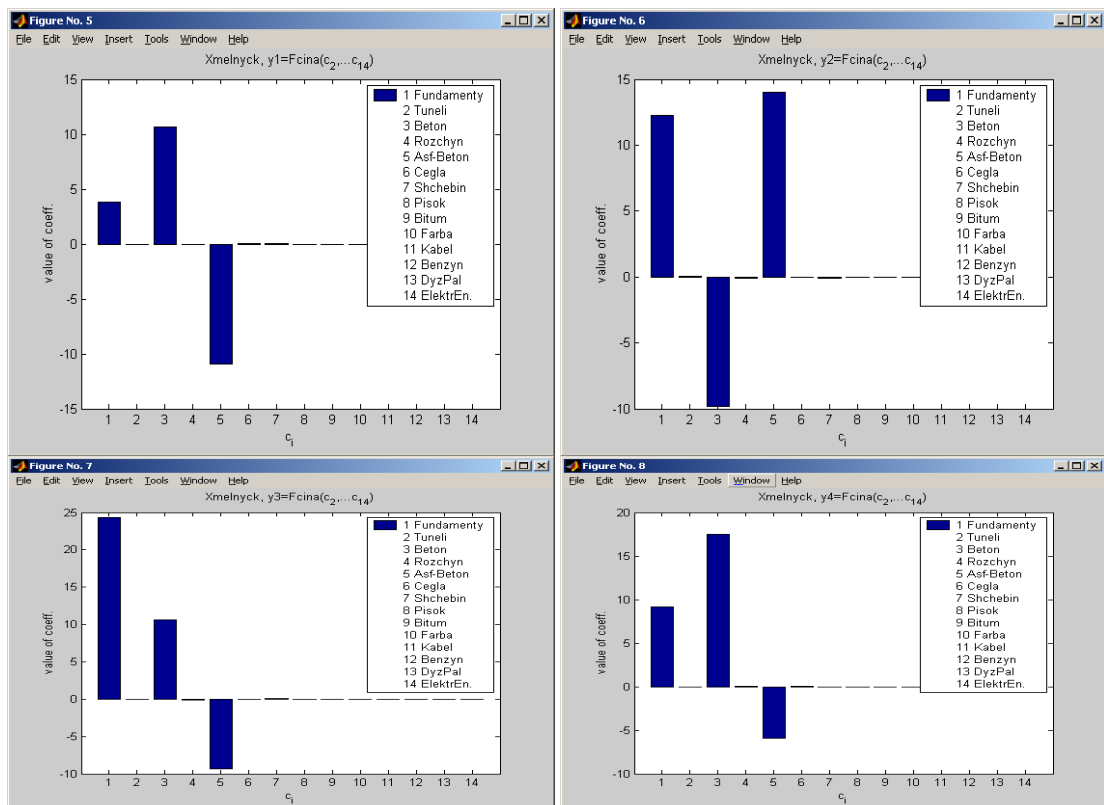 Figure No. 5
File Edit View Insert Tools Window Help
Xmelnyck, y1=Fcina(c2,...c14)
15
10
5
0
-5
-10
-15
value of coeff.
1 Fundamenty
2 Tuneli
3 Beton
4 Rozchyn
5 Asf-Beton
6 Cegla
7 Shchebin
8 Pisok
9 Bitum
10 Farba
11 Kabel
12 Benzyn
13 DyzPal
14 ElektrEn.
1 2 3 4 5 6 7 8 9 10 11 12 13 14
ci
Figure No. 6
File Edit View Insert Tools Window Help
Xmelnyck, y2=Fcina(c2,...c14)
15
10
5
0
-5
-10
value of coeff.
1 Fundamenty
2 Tuneli
3 Beton
4 Rozchyn
5 Asf-Beton
6 Cegla
7 Shchebin
8 Pisok
9 Bitum
10 Farba
11 Kabel
12 Benzyn
13 DyzPal
14 ElektrEn.
1 2 3 4 5 6 7 8 9 10 11 12 13 14
ci
Figure No. 7
File Edit View Insert Tools Window Help
Xmelnyck, y3=Fcina(c2,...c14)
25
20
15
10
5
0
-5
-10
value of coeff.
1 Fundamenty
2 Tuneli
3 Beton
4 Rozchyn
5 Asf-Beton
6 Cegla
7 Shchebin
8 Pisok
9 Bitum
10 Farba
11 Kabel
12 Benzyn
13 DyzPal
14 ElektrEn.
1 2 3 4 5 6 7 8 9 10 11 12 13 14
ci
Figure No. 8
File Edit View Insert Tools Window Help
Xmelnyck, y4=Fcina(c2,...c14)
20
15
10
5
0
-5
-10
value of coeff.
1 Fundamenty
2 Tuneli
3 Beton
4 Rozchyn
5 Asf-Beton
6 Cegla
7 Shchebin
8 Pisok
9 Bitum
10 Farba
11 Kabel
12 Benzyn
13 DyzPal
14 ElektrEn.
1 2 3 4 5 6 7 8 9 10 11 12 13 14
ci